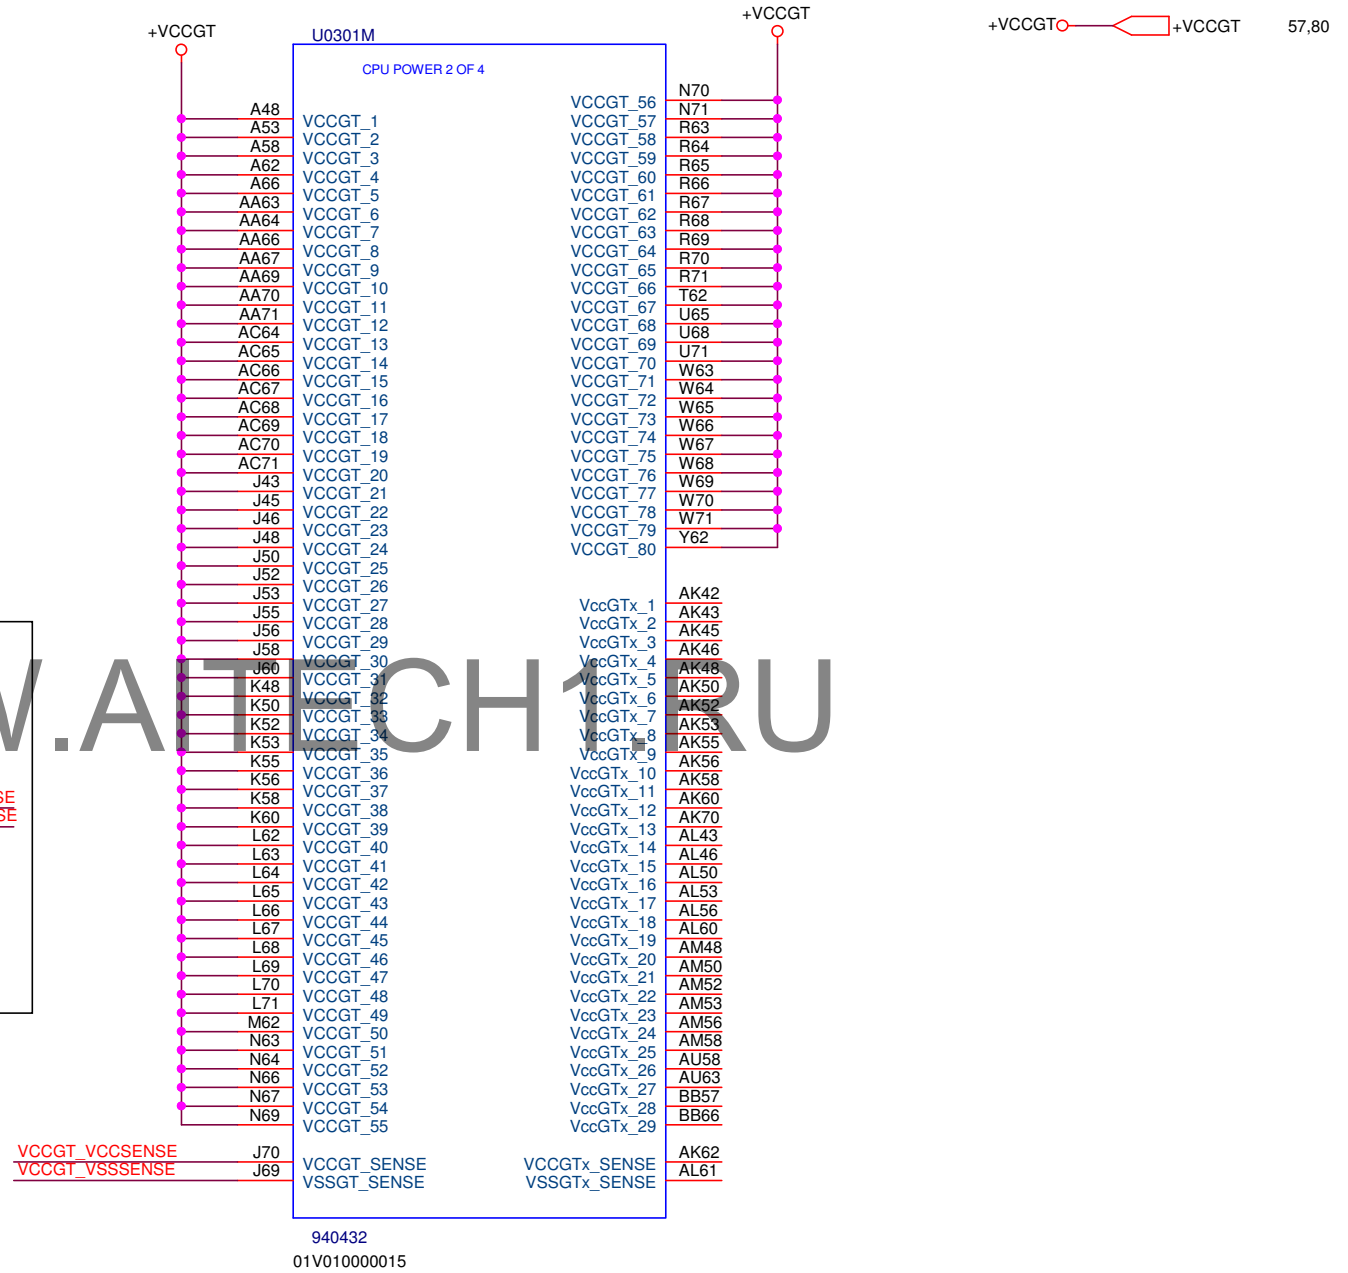 +VCCGT
U0301M
+VCCGT
+VCCGT
+VCCGT 57,80
CPU POWER 2 OF 4
A48 VCCGT_1
A53 VCCGT_2
A58 VCCGT_3
A62 VCCGT_4
A66 VCCGT_5
AA63 VCCGT_6
AA64 VCCGT_7
AA66 VCCGT_8
AA67 VCCGT_9
AA69 VCCGT_10
AA70 VCCGT_11
AA71 VCCGT_12
AC64 VCCGT_13
AC65 VCCGT_14
AC66 VCCGT_15
AC67 VCCGT_16
AC68 VCCGT_17
AC69 VCCGT_18
AC70 VCCGT_19
AC71 VCCGT_20
J43 VCCGT_21
J45 VCCGT_22
J46 VCCGT_23
J48 VCCGT_24
J50 VCCGT_25
J52 VCCGT_26
J53 VCCGT_27
J55 VCCGT_28
J56 VCCGT_29
J58 VCCGT_30
J60 VCCGT_31
K48 VCCGT_32
K50 VCCGT_33
K52 VCCGT_34
K53 VCCGT_35
K55 VCCGT_36
K56 VCCGT_37
K58 VCCGT_38
K60 VCCGT_39
L62 VCCGT_40
L63 VCCGT_41
L64 VCCGT_42
L65 VCCGT_43
L66 VCCGT_44
L67 VCCGT_45
L68 VCCGT_46
L69 VCCGT_47
L70 VCCGT_48
L71 VCCGT_49
M62 VCCGT_50
N63 VCCGT_51
N64 VCCGT_52
N66 VCCGT_53
N67 VCCGT_54
N69 VCCGT_55
VCCGT_VCCSENSE J70 VCCGT_SENSE
VCCGT_VSSSENSE J69 VSSGT_SENSE
VCCGT_56 N70
VCCGT_57 N71
VCCGT_58 R63
VCCGT_59 R64
VCCGT_60 R65
VCCGT_61 R66
VCCGT_62 R67
VCCGT_63 R68
VCCGT_64 R69
VCCGT_65 R70
VCCGT_66 R71
VCCGT_67 T62
VCCGT_68 U65
VCCGT_69 U68
VCCGT_70 U71
VCCGT_71 W63
VCCGT_72 W64
VCCGT_73 W65
VCCGT_74 W66
VCCGT_75 W67
VCCGT_76 W68
VCCGT_77 W69
VCCGT_78 W70
VCCGT_79 W71
VCCGT_80 Y62
VccGTx_1 AK42
VccGTx_2 AK43
VccGTx_3 AK45
VccGTx_4 AK46
VccGTx_5 AK48
VccGTx_6 AK50
VccGTx_7 AK52
VccGTx_8 AK53
VccGTx_9 AK55
VccGTx_10 AK56
VccGTx_11 AK58
VccGTx_12 AK60
VccGTx_13 AK70
VccGTx_14 AL43
VccGTx_15 AL46
VccGTx_16 AL50
VccGTx_17 AL53
VccGTx_18 AL56
VccGTx_19 AL60
VccGTx_20 AM48
VccGTx_21 AM50
VccGTx_22 AM52
VccGTx_23 AM53
VccGTx_24 AM56
VccGTx_25 AM58
VccGTx_26 AU58
VccGTx_27 AU63
VccGTx_28 BB57
VccGTx_29 BB66
VCCGTx_SENSE AK62
VSSGTx_SENSE AL61
940432
01V010000015
.AITECH1.RU
SE
SE